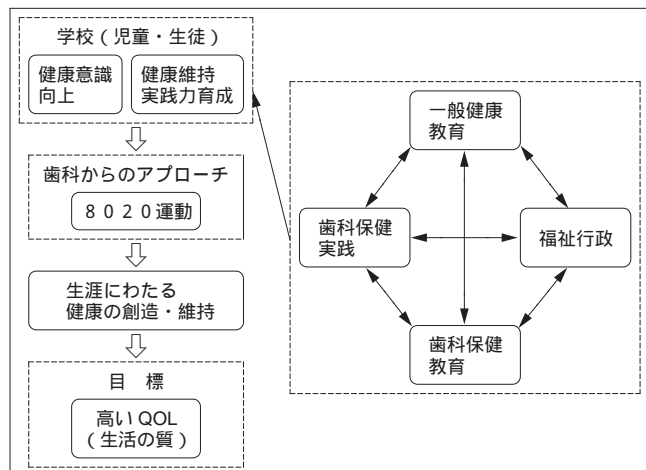 学校（児童・生徒）
健康意識
向上
健康維持
実践力育成
歯科からのアプローチ
８０２０運動
生涯にわたる
健康の創造・維持
目　標
高いQOL
（生活の質）
一般健康
教育
歯科保健
実践
福祉行政
歯科保健
教育